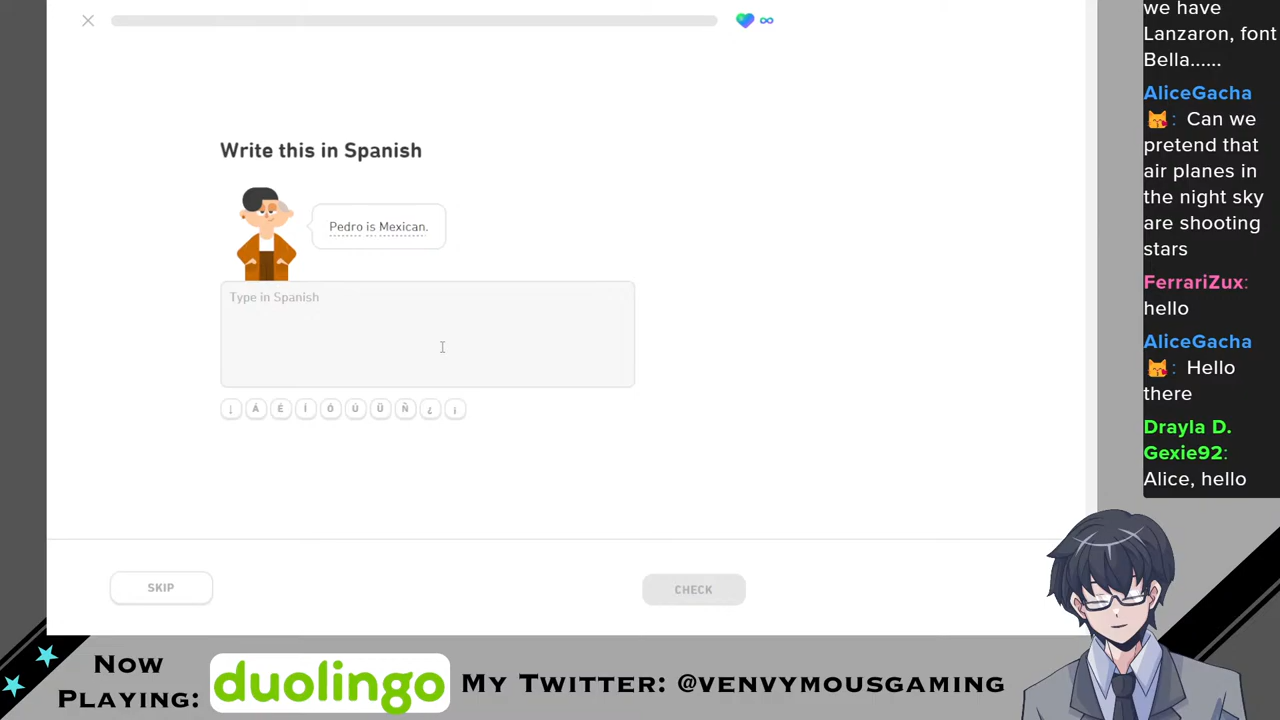 Write this in Spanish
Pedro is Mexican.
Type in Spanish
↓ Á É Í Ó Ú Ü Ñ ¿ ¡
SKIP
CHECK
we have
Lanzaron, font
Bella......
AliceGacha
😽: Can we
pretend that
air planes in
the night sky
are shooting
stars
FerrariZux:
hello
AliceGacha
😽: Hello
there
Drayla D.
Gexie92:
Alice, hello
Now
Playing:
duolingo
My Twitter: @venvymousgaming